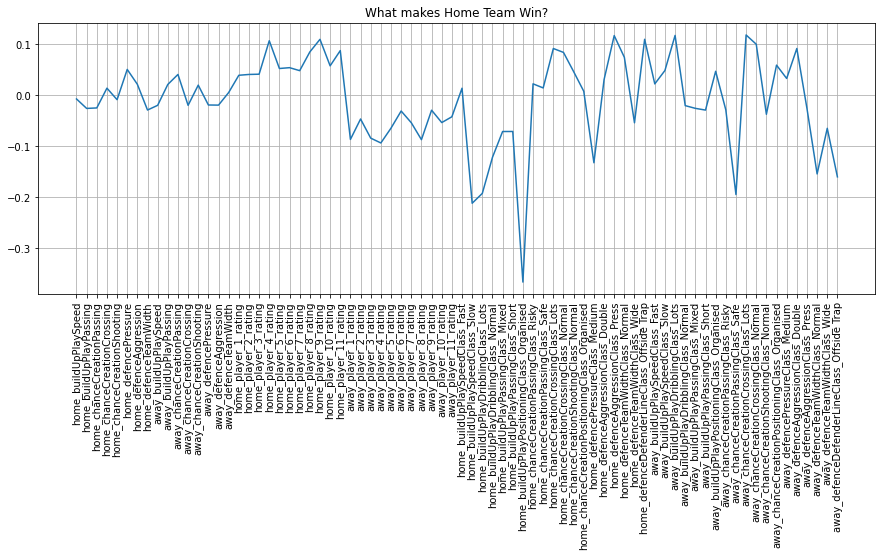 What makes Home Team Win?
0.1
0.0
−0.1
−0.2
−0.3
home_buildUpPlaySpeed
home_buildUpPlayPassing
home_chanceCreationPassing
home_chanceCreationCrossing
home_chanceCreationShooting
home_defencePressure
home_defenceAggression
home_defenceTeamWidth
away_buildUpPlaySpeed
away_buildUpPlayPassing
away_chanceCreationPassing
away_chanceCreationCrossing
away_chanceCreationShooting
away_defencePressure
away_defenceAggression
away_defenceTeamWidth
home_player_1_rating
home_player_2_rating
home_player_3_rating
home_player_4_rating
home_player_5_rating
home_player_6_rating
home_player_7_rating
home_player_8_rating
home_player_9_rating
home_player_10_rating
home_player_11_rating
away_player_1_rating
away_player_2_rating
away_player_3_rating
away_player_4_rating
away_player_5_rating
away_player_6_rating
away_player_7_rating
away_player_8_rating
away_player_9_rating
away_player_10_rating
away_player_11_rating
home_buildUpPlaySpeedClass_Fast
home_buildUpPlaySpeedClass_Slow
home_buildUpPlayDribblingClass_Lots
home_buildUpPlayDribblingClass_Normal
home_buildUpPlayPassingClass_Mixed
home_buildUpPlayPassingClass_Short
home_buildUpPlayPositioningClass_Organised
home_chanceCreationPassingClass_Risky
home_chanceCreationPassingClass_Safe
home_chanceCreationCrossingClass_Lots
home_chanceCreationCrossingClass_Normal
home_chanceCreationShootingClass_Normal
home_chanceCreationPositioningClass_Organised
home_defencePressureClass_Medium
home_defenceAggressionClass_Double
home_defenceAggressionClass_Press
home_defenceTeamWidthClass_Normal
home_defenceTeamWidthClass_Wide
home_defenceDefenderLineClass_Offside Trap
away_buildUpPlaySpeedClass_Fast
away_buildUpPlaySpeedClass_Slow
away_buildUpPlayDribblingClass_Lots
away_buildUpPlayDribblingClass_Normal
away_buildUpPlayPassingClass_Mixed
away_buildUpPlayPassingClass_Short
away_buildUpPlayPositioningClass_Organised
away_chanceCreationPassingClass_Risky
away_chanceCreationPassingClass_Safe
away_chanceCreationCrossingClass_Lots
away_chanceCreationCrossingClass_Normal
away_chanceCreationShootingClass_Normal
away_chanceCreationPositioningClass_Organised
away_defencePressureClass_Medium
away_defenceAggressionClass_Double
away_defenceAggressionClass_Press
away_defenceTeamWidthClass_Normal
away_defenceTeamWidthClass_Wide
away_defenceDefenderLineClass_Offside Trap